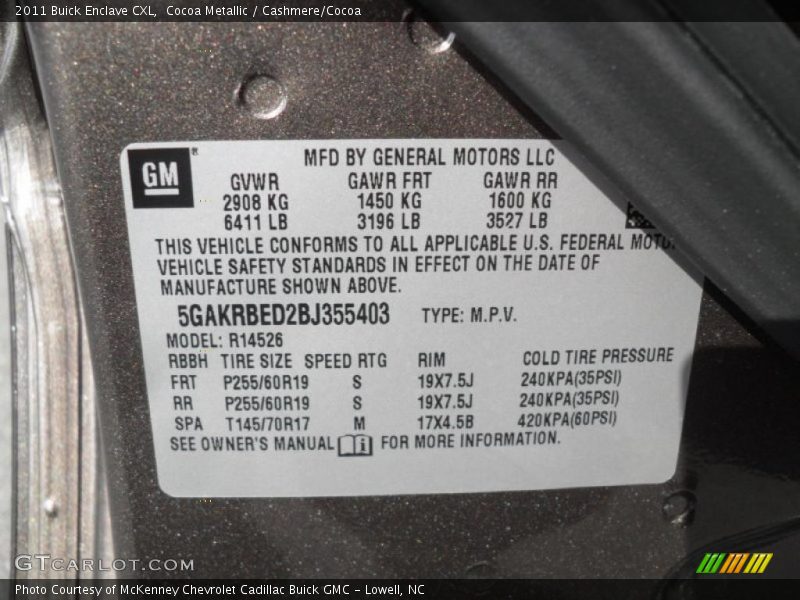 2011 Buick Enclave CXL,  Cocoa Metallic / Cashmere/Cocoa
GM®
MFD BY GENERAL MOTORS LLC
GVWR GAWR FRT GAWR RR
2908 KG 1450 KG 1600 KG
6411 LB 3196 LB 3527 LB
THIS VEHICLE CONFORMS TO ALL APPLICABLE U.S. FEDERAL MOTO
VEHICLE SAFETY STANDARDS IN EFFECT ON THE DATE OF
MANUFACTURE SHOWN ABOVE.
5GAKRBED2BJ355403 TYPE: M.P.V.
MODEL: R14526
RBBH TIRE SIZE SPEED RTG RIM COLD TIRE PRESSURE
FRT P255/60R19 S 19X7.5J 240KPA(35PSI)
RR P255/60R19 S 19X7.5J 240KPA(35PSI)
SPA T145/70R17 M 17X4.5B 420KPA(60PSI)
SEE OWNER'S MANUAL i FOR MORE INFORMATION.
GTCARLOT.COM
Photo Courtesy of McKenney Chevrolet Cadillac Buick GMC - Lowell, NC